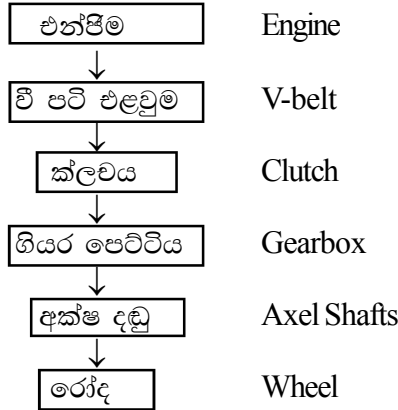 එන්ජිම Engine
වී පටි එළවුම V-belt
ක්ලචය Clutch
ගියර පෙට්ටිය Gearbox
අක්ෂ දඬු Axel Shafts
රෝද Wheel